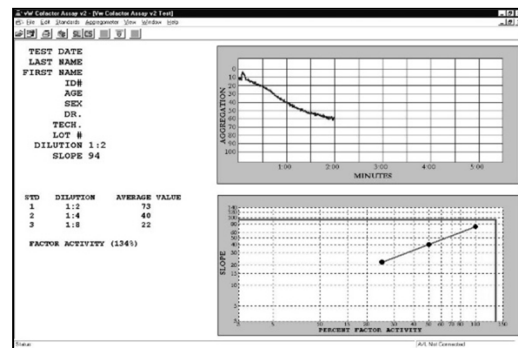 vW Cofactor Assay v2 - [Vw Cofactor Assay v2 Test]
File Edit Standards Aggregometer View Window Help
TEST DATE
LAST NAME
FIRST NAME
ID#
AGE
SEX
DR.
TECH.
LOT #
DILUTION 1:2
SLOPE 94
AGGREGATION
0
10
20
30
40
50
60
70
80
90
100
1:00 2:00 3:00 4:00 5:00
MINUTES
STD DILUTION AVERAGE VALUE
1 1:2 73
2 1:4 40
3 1:8 22
FACTOR ACTIVITY (134%)
SLOPE
140
PERCENT FACTOR ACTIVITY
Status
Not Connected